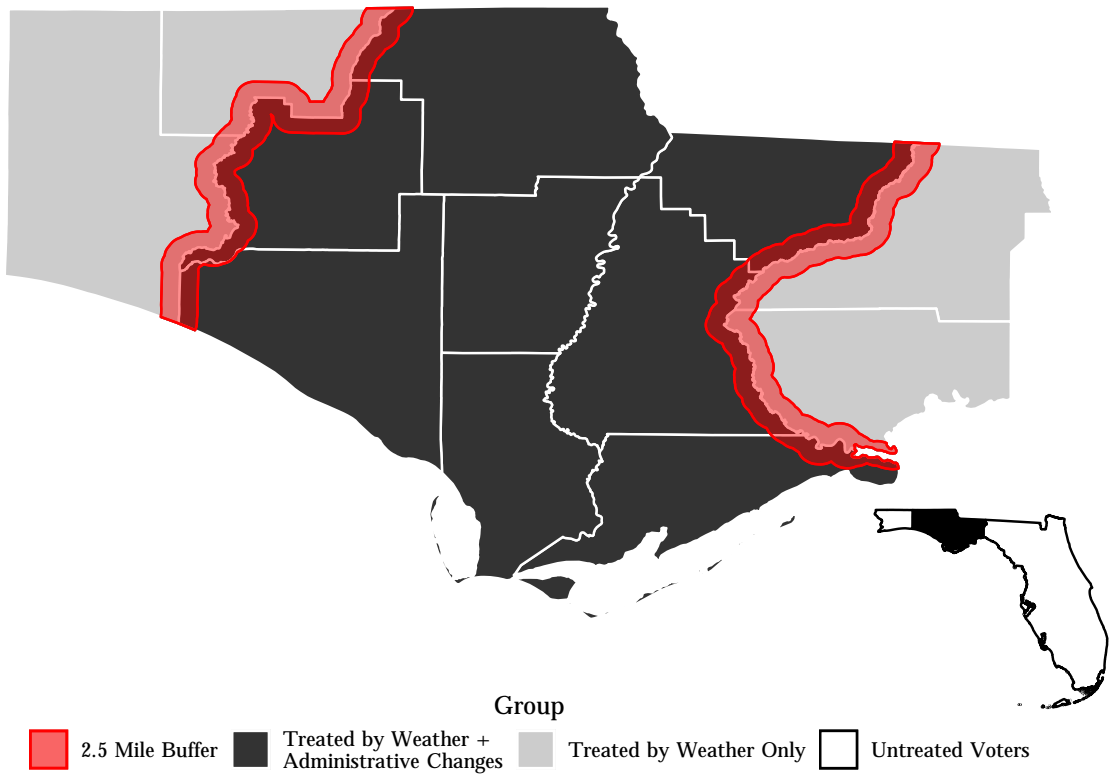 Group
2.5 Mile Buffer
Treated by Weather +
Administrative Changes
Treated by Weather Only
Untreated Voters